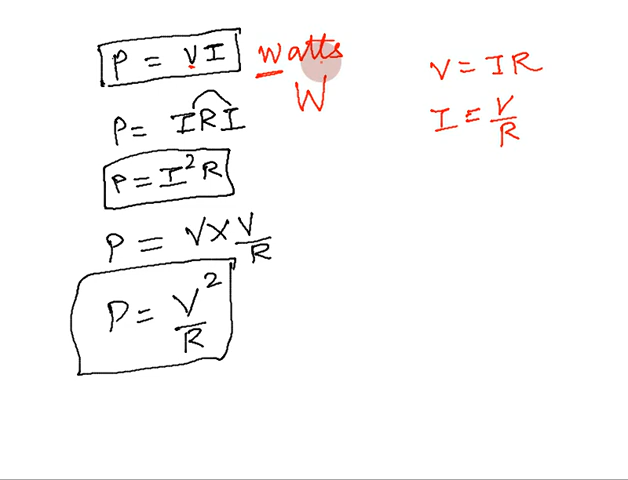 P = VI watts
W
P = IRI
P = I²R
P = V × V/R
P = V²/R
V = IR
I = V/R